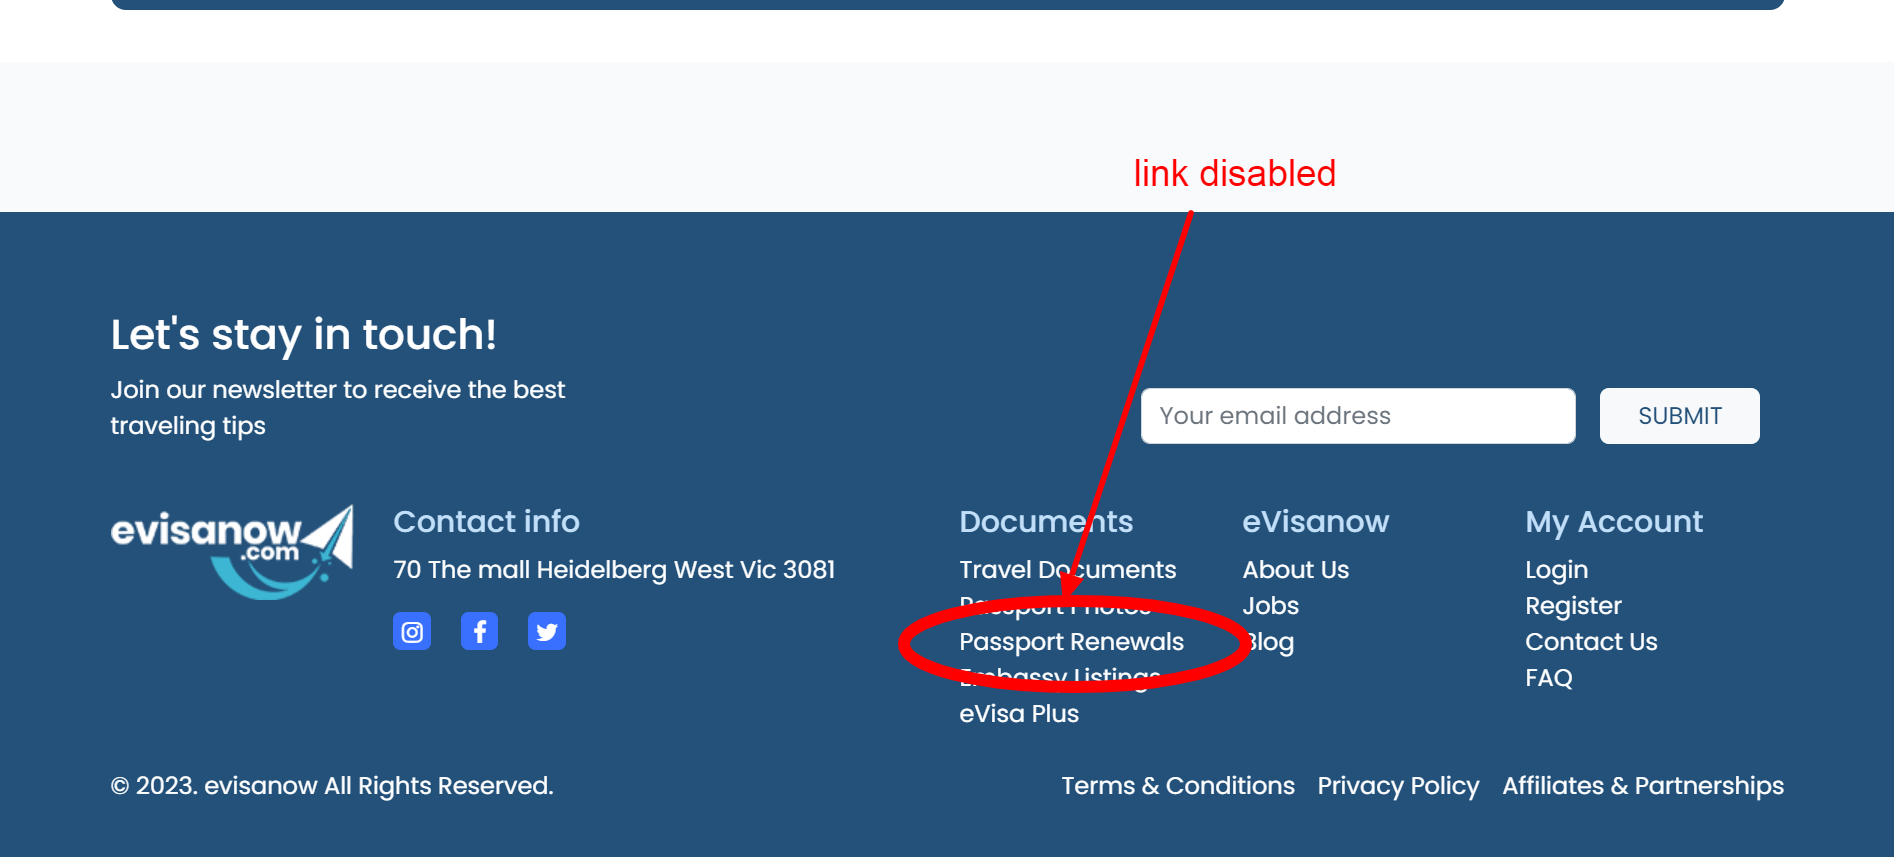 link disabled
Let's stay in touch!
Join our newsletter to receive the best
traveling tips
Your email address
SUBMIT
evisanow
.com
Contact info
70 The mall Heidelberg West Vic 3081
Documents
Travel Documents
Passport Photos
Passport Renewals
Embassy Listings
eVisa Plus
eVisanow
About Us
Jobs
Blog
My Account
Login
Register
Contact Us
FAQ
© 2023. evisanow All Rights Reserved.
Terms & Conditions
Privacy Policy
Affiliates & Partnerships